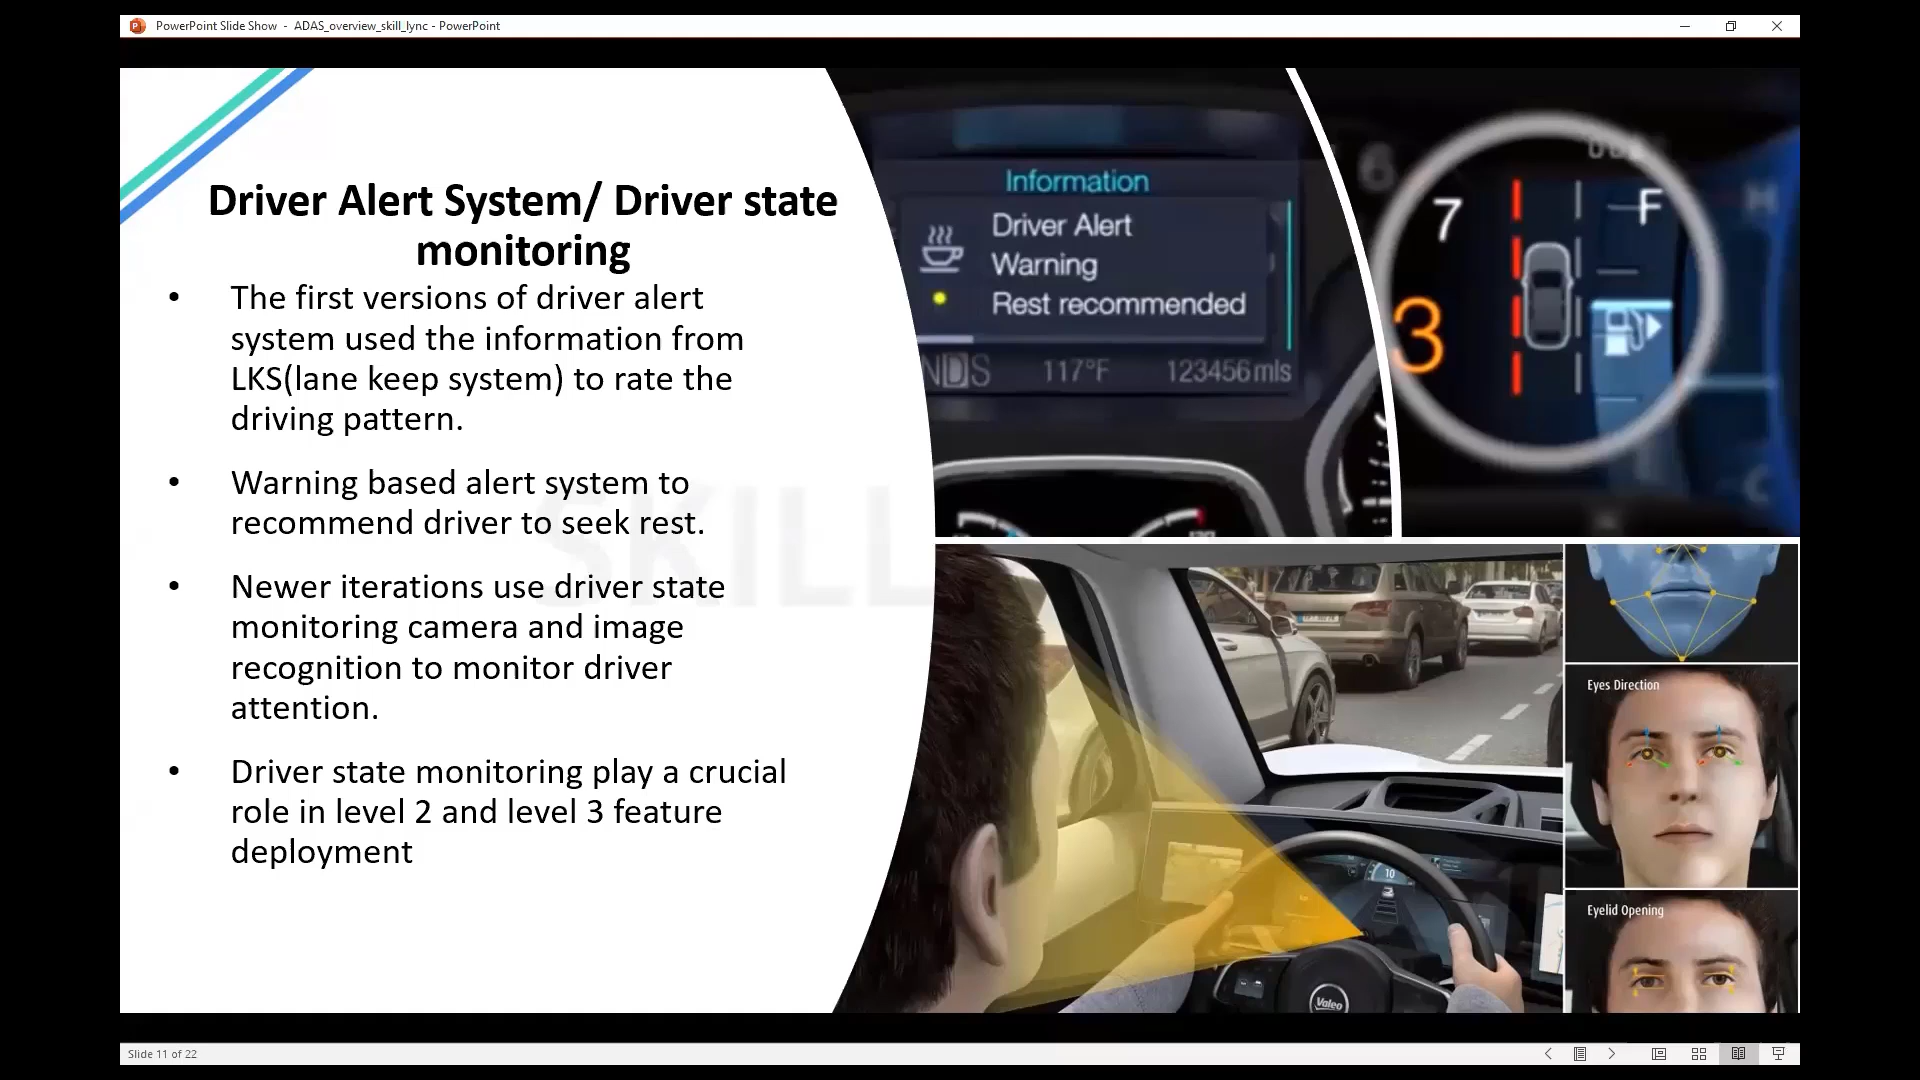 PowerPoint Slide Show - ADAS_overview_skill_lync - PowerPoint
Driver Alert System/ Driver state
monitoring
• The first versions of driver alert
system used the information from
LKS(lane keep system) to rate the
driving pattern.
• Warning based alert system to
recommend driver to seek rest.
• Newer iterations use driver state
monitoring camera and image
recognition to monitor driver
attention.
• Driver state monitoring play a crucial
role in level 2 and level 3 feature
deployment
SKILL
Information
Driver Alert
Warning
Rest recommended
NDS 117°F 123456mls
6
7
F
H
3
C
10
Valeo
Eyes Direction
Eyelid Opening
Slide 11 of 22